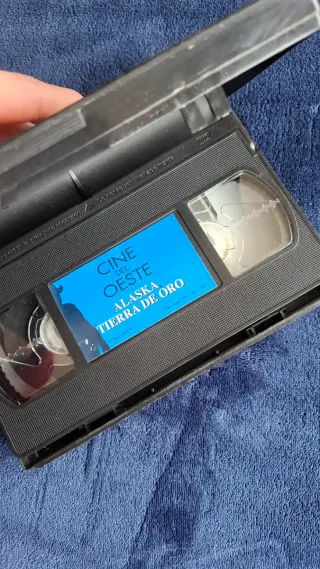 CINE
DEL
OESTE
ALASKA
TIERRA DE ORO